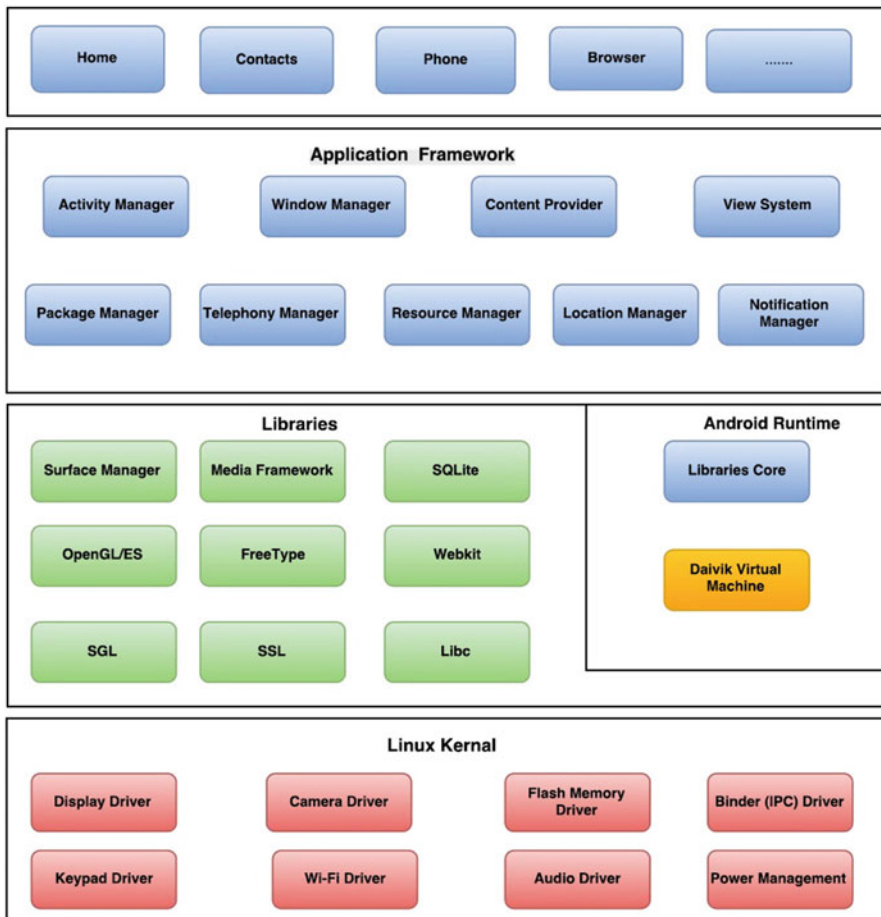 Home
Contacts
Phone
Browser
.......
Application Framework
Activity Manager
Window Manager
Content Provider
View System
Package Manager
Telephony Manager
Resource Manager
Location Manager
Notification
Manager
Libraries
Surface Manager
Media Framework
SQLite
OpenGL/ES
FreeType
Webkit
SGL
SSL
Libc
Android Runtime
Libraries Core
Daivik Virtual
Machine
Linux Kernal
Display Driver
Camera Driver
Flash Memory
Driver
Binder (IPC) Driver
Keypad Driver
Wi-Fi Driver
Audio Driver
Power Management